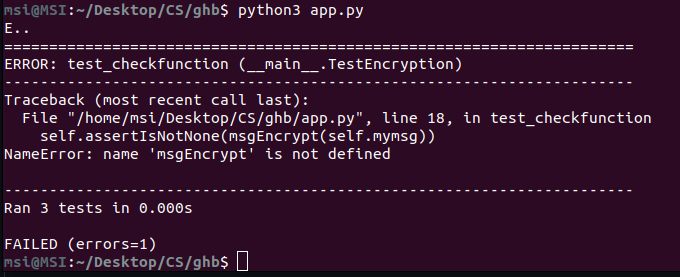 msi@MSI:~/Desktop/CS/ghb$ python3 app.py
E..
======================================================================
ERROR: test_checkfunction (__main__.TestEncryption)
----------------------------------------------------------------------
Traceback (most recent call last):
  File "/home/msi/Desktop/CS/ghb/app.py", line 18, in test_checkfunction
    self.assertIsNotNone(msgEncrypt(self.mymsg))
NameError: name 'msgEncrypt' is not defined

----------------------------------------------------------------------
Ran 3 tests in 0.000s

FAILED (errors=1)
msi@MSI:~/Desktop/CS/ghb$